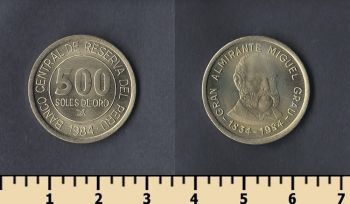 BANCO CENTRAL DE RESERVA DEL PERU
500
SOLES DE ORO
1984
GRAN ALMIRANTE MIGUEL GRAU
1834-1984
1 2 3 4 5 6 7